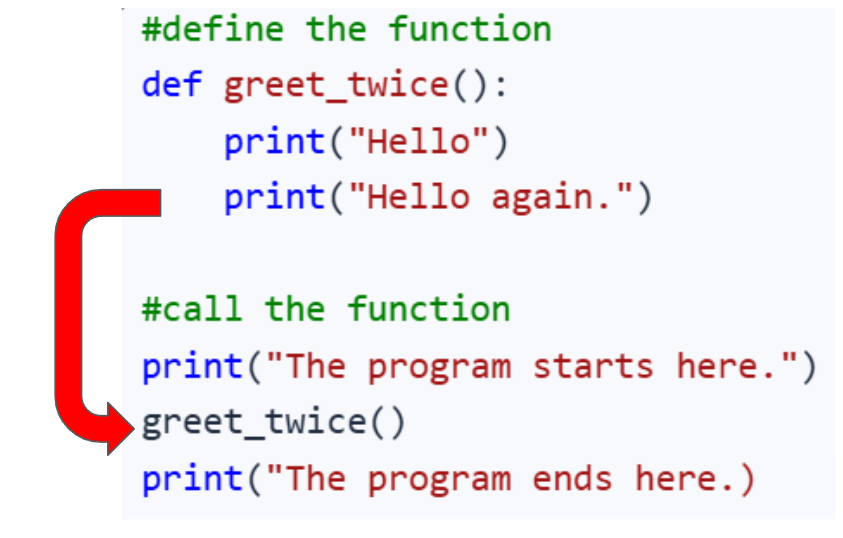 #define the function
def greet_twice():
    print("Hello")
    print("Hello again.")
#call the function
print("The program starts here.")
greet_twice()
print("The program ends here.)